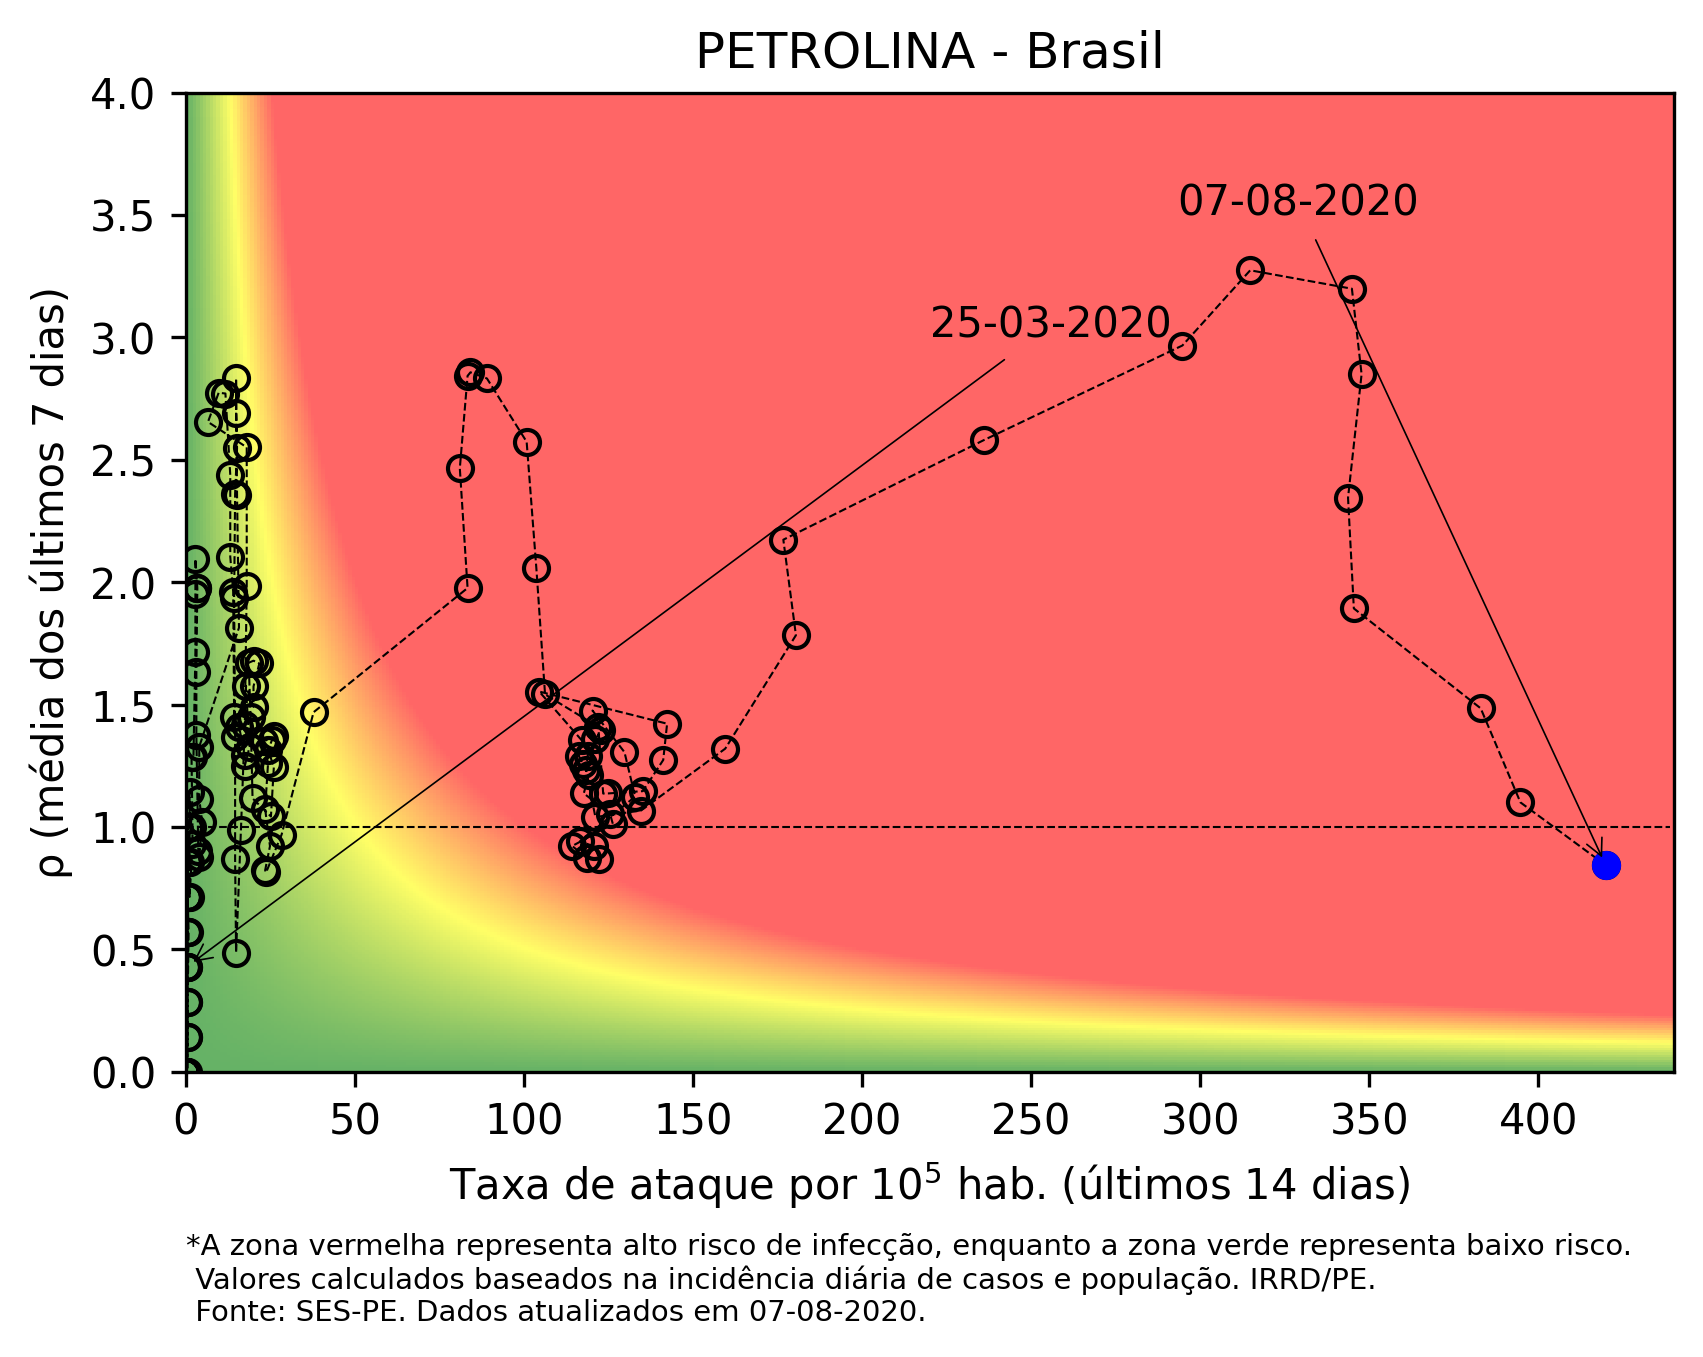 PETROLINA - Brasil
4.0
3.5
3.0
2.5
2.0
1.5
1.0
0.5
0.0
ρ (média dos últimos 7 dias)
07-08-2020
25-03-2020
0 50 100 150 200 250 300 350 400
Taxa de ataque por 10⁵ hab. (últimos 14 dias)
*A zona vermelha representa alto risco de infecção, enquanto a zona verde representa baixo risco.
Valores calculados baseados na incidência diária de casos e população. IRRD/PE.
Fonte: SES-PE. Dados atualizados em 07-08-2020.